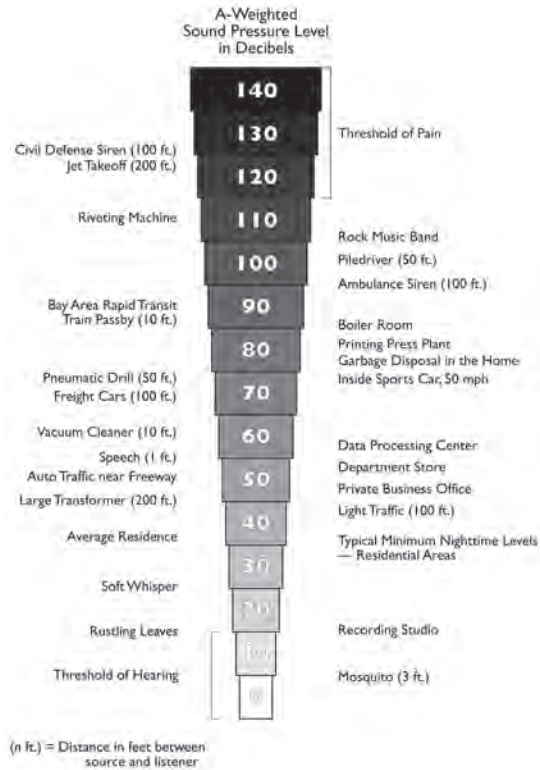 A-Weighted
Sound Pressure Level
in Decibels
140
130
Threshold of Pain
Civil Defense Siren (100 ft.)
Jet Takeoff (200 ft.)
120
Riveting Machine
110
Rock Music Band
100
Piledriver (50 ft.)
Ambulance Siren (100 ft.)
Bay Area Rapid Transit
Train Passby (10 ft.)
90
Boiler Room
80
Printing Press Plant
Garbage Disposal in the Home
Pneumatic Drill (50 ft.)
Inside Sports Car, 50 mph
Freight Cars (100 ft.)
70
Vacuum Cleaner (10 ft.)
60
Data Processing Center
Speech (1 ft.)
Department Store
Auto Traffic near Freeway
50
Private Business Office
Large Transformer (200 ft.)
Light Traffic (100 ft.)
40
Average Residence
Typical Minimum Nighttime Levels
— Residential Areas
30
Soft Whisper
20
Rustling Leaves
Recording Studio
10
Threshold of Hearing
Mosquito (3 ft.)
0
(n ft.) = Distance in feet between
source and listener